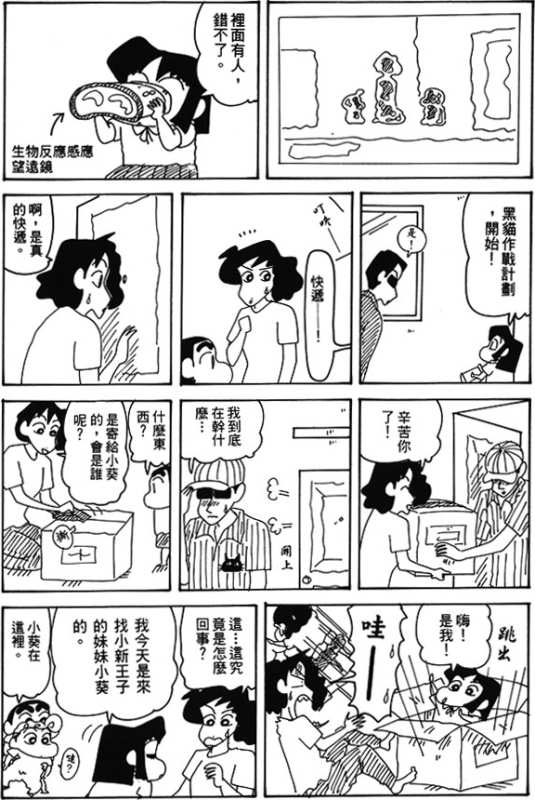 裡面有人，
錯不了。
生物反應感應
望遠鏡
黑貓作戰計劃
，開始！
是！
叮咚
快遞——！
啊，是真
的快遞。
辛苦你
了！
我到底
在幹什
麼…
關上
什麼東
西？
是寄給小葵
的，會是誰
呢？
撕
跳出
嗨！
是我！
哇——
這…這究
竟是怎麼
回事？
我今天是來
找小新王子
的妹妹小葵
的。
小葵在
這裡。
哇？